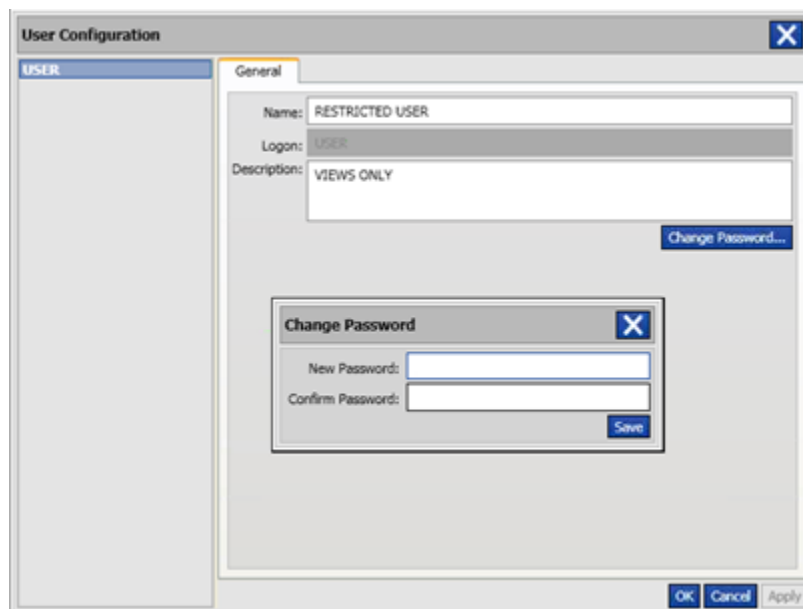 User Configuration
USER
General
Name: RESTRICTED USER
Logon: USER
Description: VIEWS ONLY
Change Password...
Change Password
New Password:
Confirm Password:
Save
OK Cancel Apply